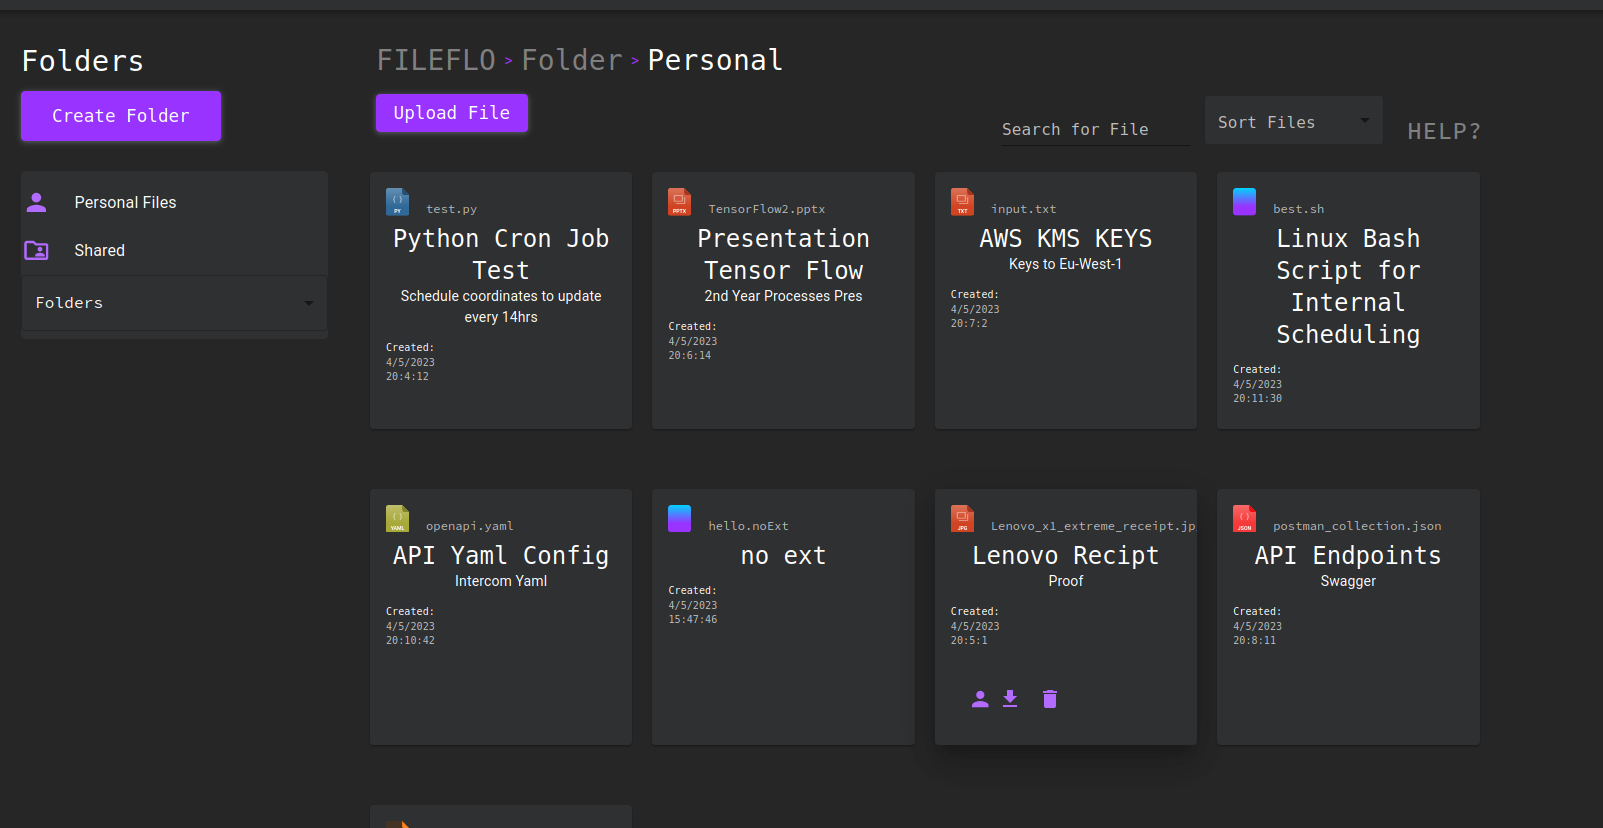 Folders
Create Folder
Personal Files
Shared
Folders
FILEFLO > Folder > Personal
Upload File
Search for File
Sort Files
HELP?
PY
test.py
Python Cron Job
Test
Schedule coordinates to update
every 14hrs
Created:
4/5/2023
20:4:12
PPTX
TensorFlow2.pptx
Presentation
Tensor Flow
2nd Year Processes Pres
Created:
4/5/2023
20:6:14
TXT
input.txt
AWS KMS KEYS
Keys to Eu-West-1
Created:
4/5/2023
20:7:2
best.sh
Linux Bash
Script for
Internal
Scheduling
Created:
4/5/2023
20:11:30
YAML
openapi.yaml
API Yaml Config
Intercom Yaml
Created:
4/5/2023
20:10:42
hello.noExt
no ext
Created:
4/5/2023
15:47:46
JPG
Lenovo_x1_extreme_receipt.jp
Lenovo Recipt
Proof
Created:
4/5/2023
20:5:1
JSON
postman_collection.json
API Endpoints
Swagger
Created:
4/5/2023
20:8:11